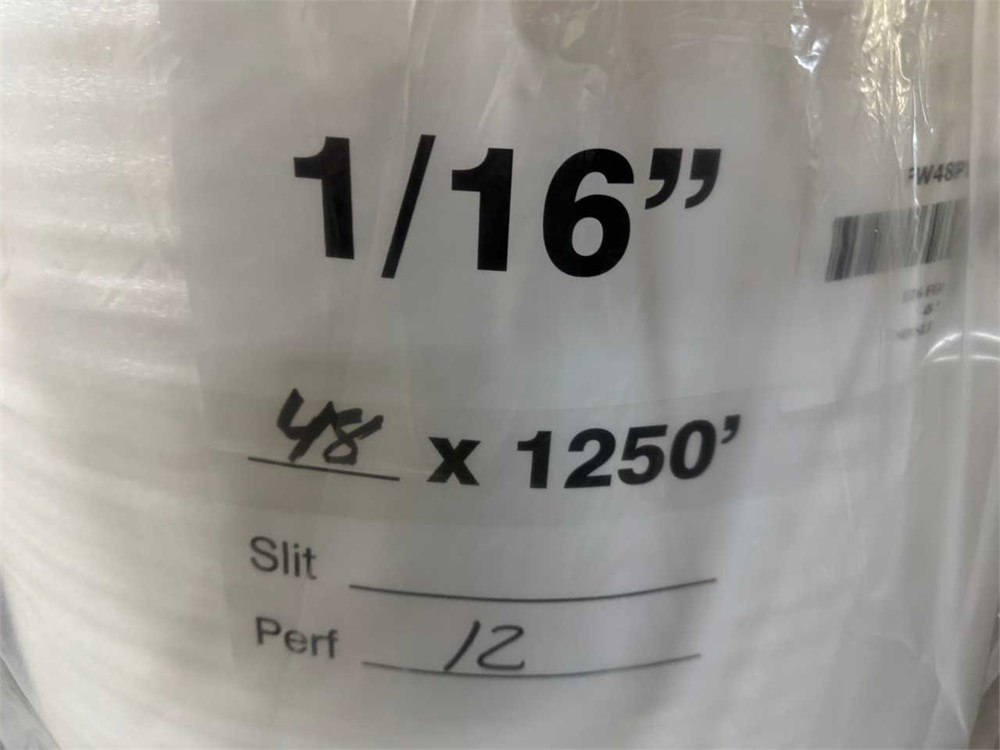 1/16”
48 x 1250’
Slit
Perf 12